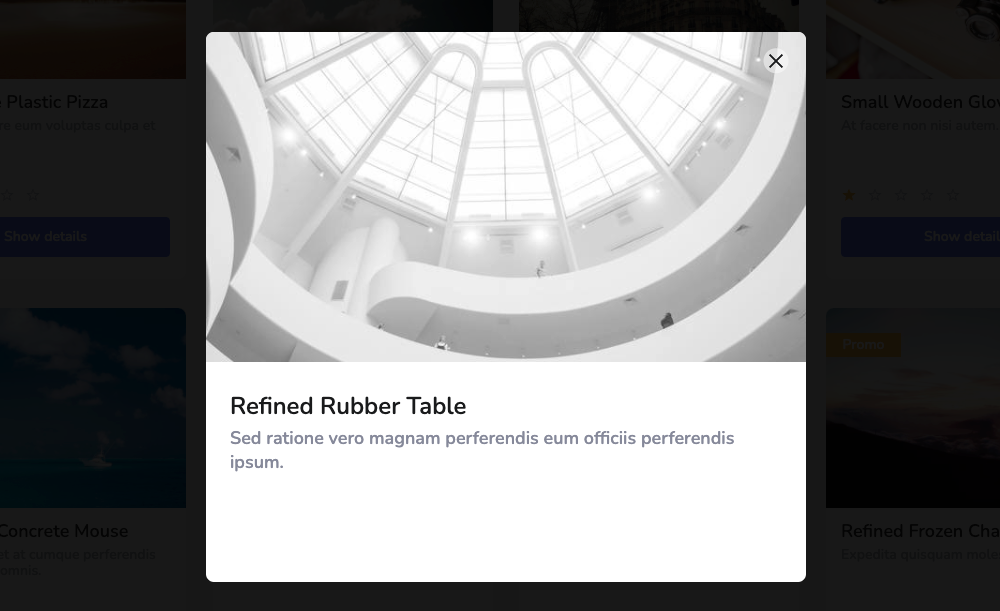 Plastic Pizza
re eum voluptas culpa et
Show details
Small Wooden Glo
At facere non nisi autem
Show detail
Refined Rubber Table
Sed ratione vero magnam perferendis eum officiis perferendis
ipsum.
Promo
Concrete Mouse
st at cumque perferendis
omnis.
Refined Frozen Cha
Expedita quisquam mole